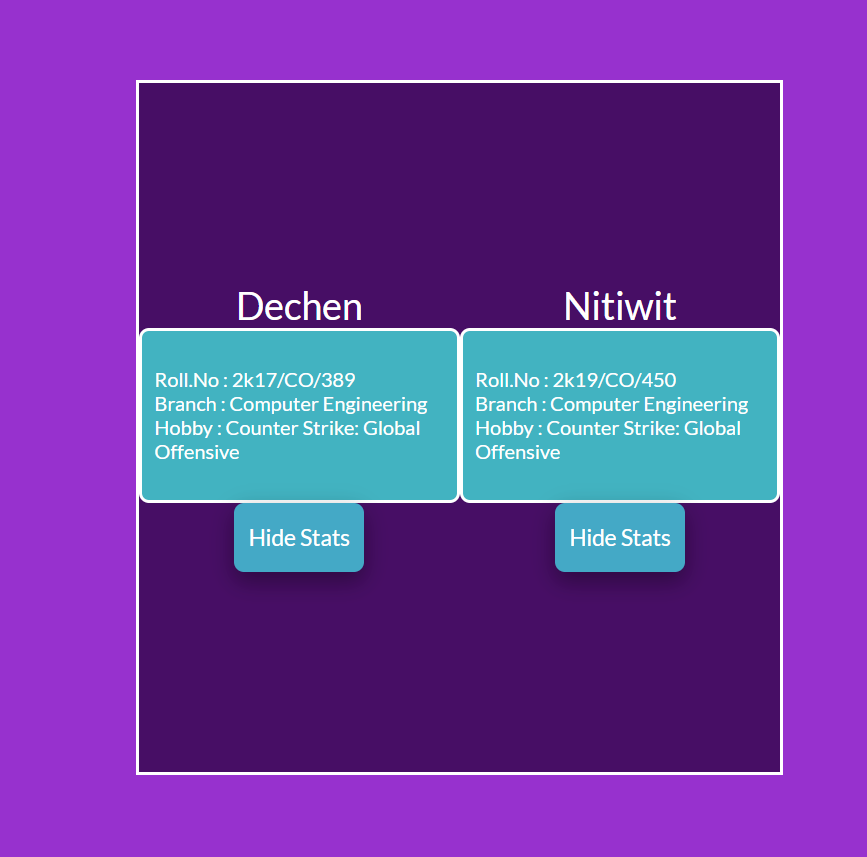 Dechen
Roll.No : 2k17/CO/389
Branch : Computer Engineering
Hobby : Counter Strike: Global
Offensive
Hide Stats
Nitiwit
Roll.No : 2k19/CO/450
Branch : Computer Engineering
Hobby : Counter Strike: Global
Offensive
Hide Stats